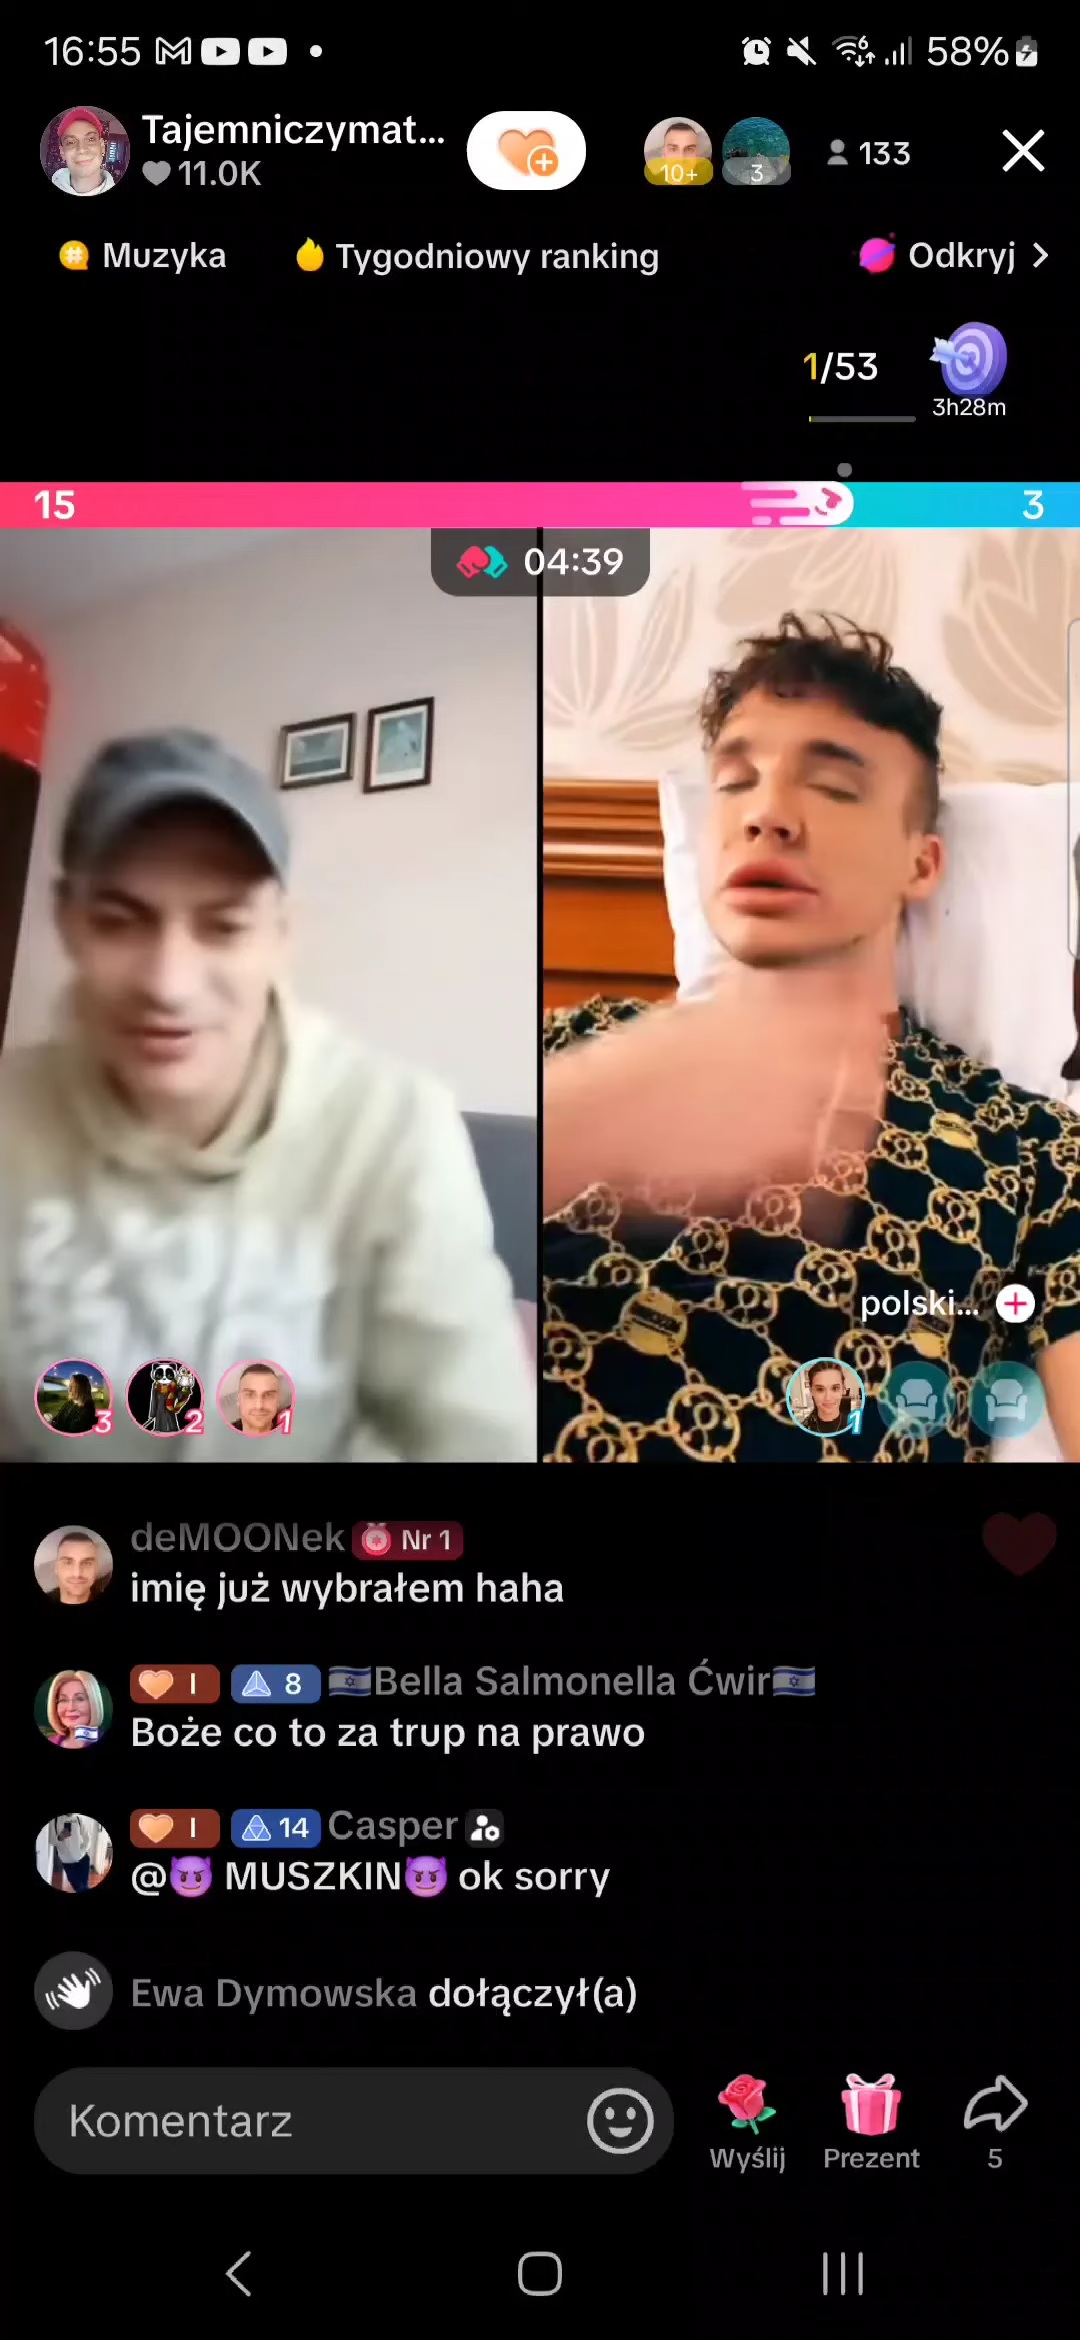 16:55 58%
Tajemniczymat...
11.0K
10+
3
133
Muzyka
Tygodniowy ranking
Odkryj
1/53
3h28m
15
3
04:39
polski...
3
2
1
1
deMOONek Nr 1
imię już wybrałem haha
I 8 🇮🇱Bella Salmonella Ćwir🇮🇱
Boże co to za trup na prawo
I 14 Casper
@😈 MUSZKIN😈 ok sorry
Ewa Dymowska dołączył(a)
Komentarz
Wyślij
Prezent
5